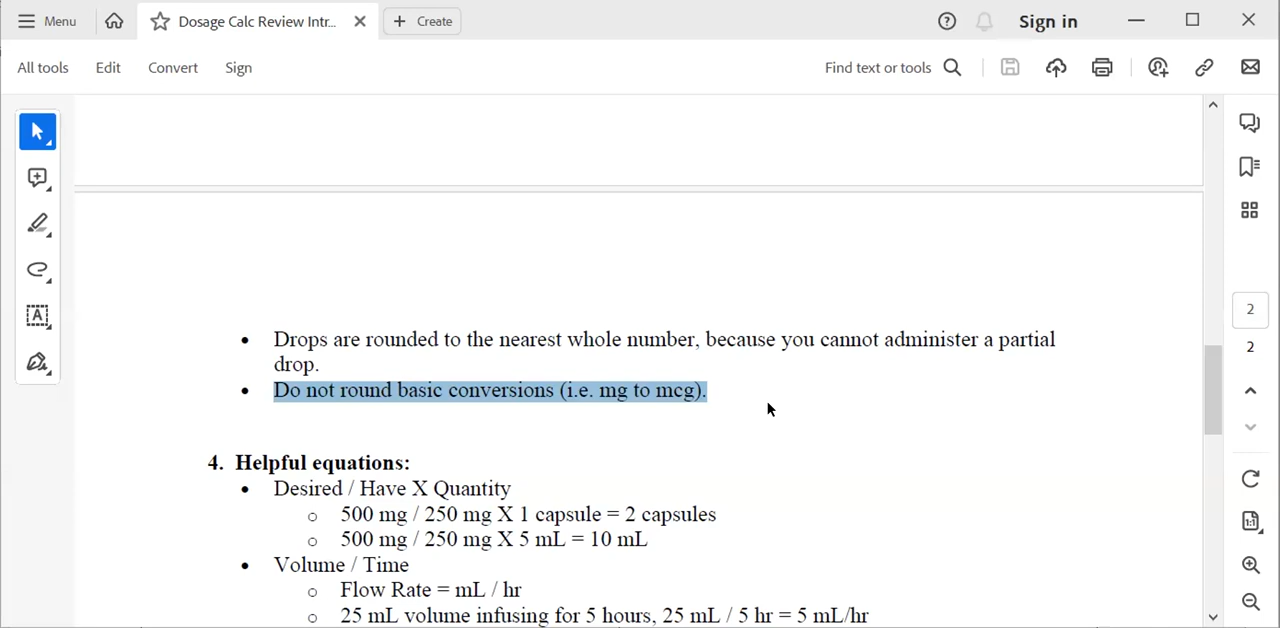 Menu
Dosage Calc Review Intr...
Create
Sign in
All tools Edit Convert Sign
Find text or tools
• Drops are rounded to the nearest whole number, because you cannot administer a partial
drop.
• Do not round basic conversions (i.e. mg to mcg).
4. Helpful equations:
• Desired / Have X Quantity
o 500 mg / 250 mg X 1 capsule = 2 capsules
o 500 mg / 250 mg X 5 mL = 10 mL
• Volume / Time
o Flow Rate = mL / hr
o 25 mL volume infusing for 5 hours, 25 mL / 5 hr = 5 mL/hr
2
2